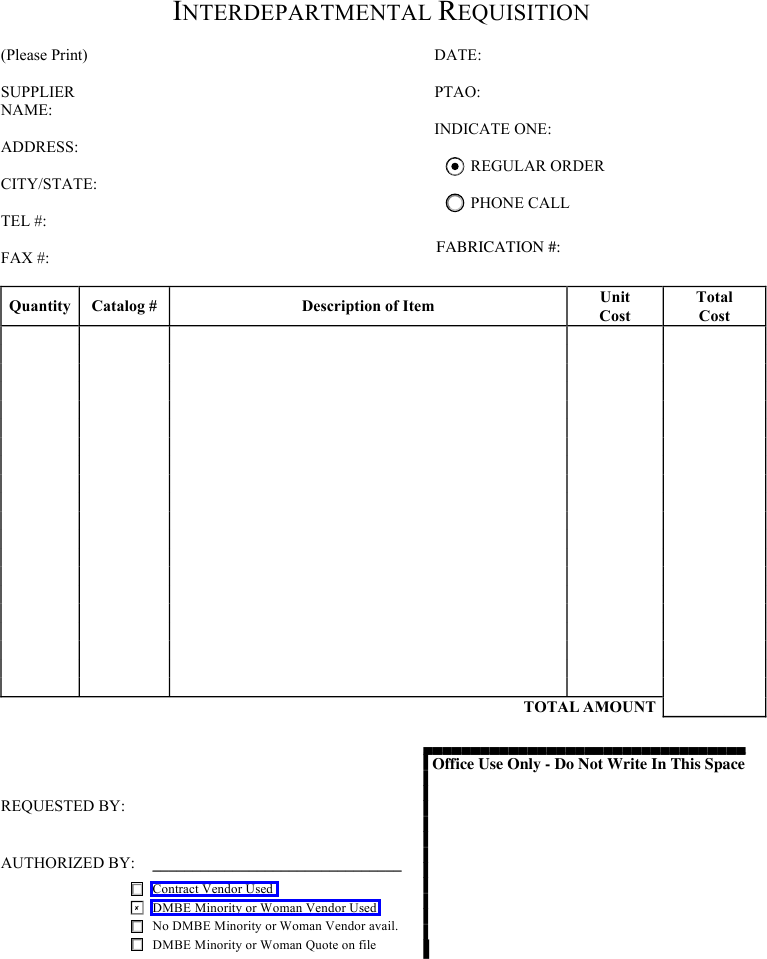 INTERDEPARTMENTAL REQUISITION
(Please Print)
DATE:
SUPPLIER
NAME:
PTAO:
INDICATE ONE:
ADDRESS:
REGULAR ORDER
CITY/STATE:
PHONE CALL
TEL #:
FABRICATION #:
FAX #:
Quantity Catalog # Description of Item Unit Cost Total Cost
TOTAL AMOUNT
Office Use Only - Do Not Write In This Space
REQUESTED BY:
AUTHORIZED BY:
Contract Vendor Used
DMBE Minority or Woman Vendor Used
No DMBE Minority or Woman Vendor avail.
DMBE Minority or Woman Quote on file